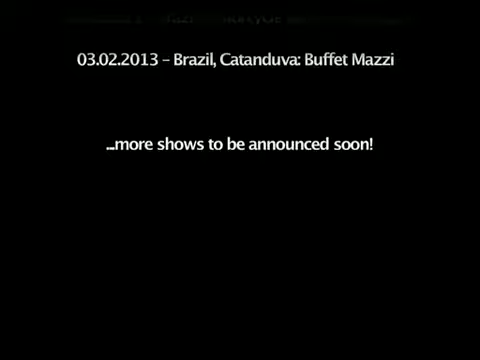 03.02.2013 – Brazil, Catanduva: Buffet Mazzi
...more shows to be announced soon!